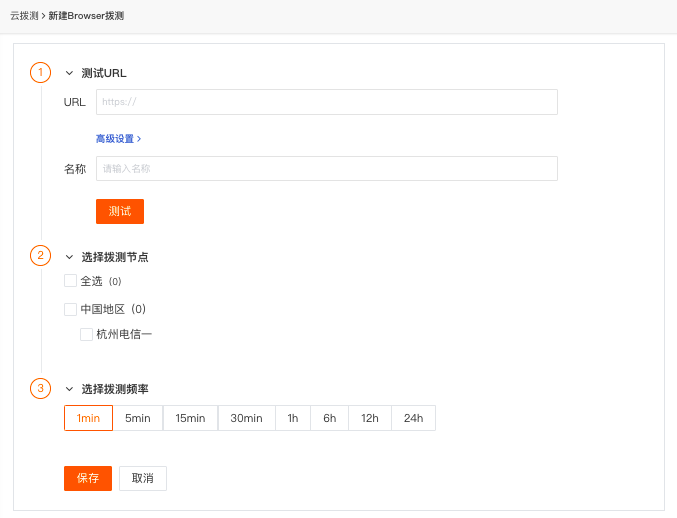 云拨测 > 新建Browser拨测
1 测试URL
URL https://
高级设置 >
名称 请输入名称
测试
2 选择拨测节点
全选 (0)
中国地区 (0)
杭州电信一
3 选择拨测频率
1min 5min 15min 30min 1h 6h 12h 24h
保存 取消